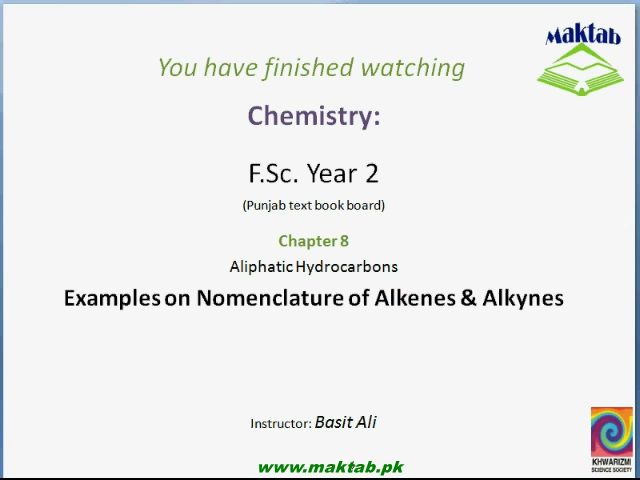 Maktab
You have finished watching
Chemistry:
F.Sc. Year 2
(Punjab text book board)
Chapter 8
Aliphatic Hydrocarbons
Examples on Nomenclature of Alkenes & Alkynes
Instructor: Basit Ali
www.maktab.pk
KHWARIZMI
SCIENCE SOCIETY